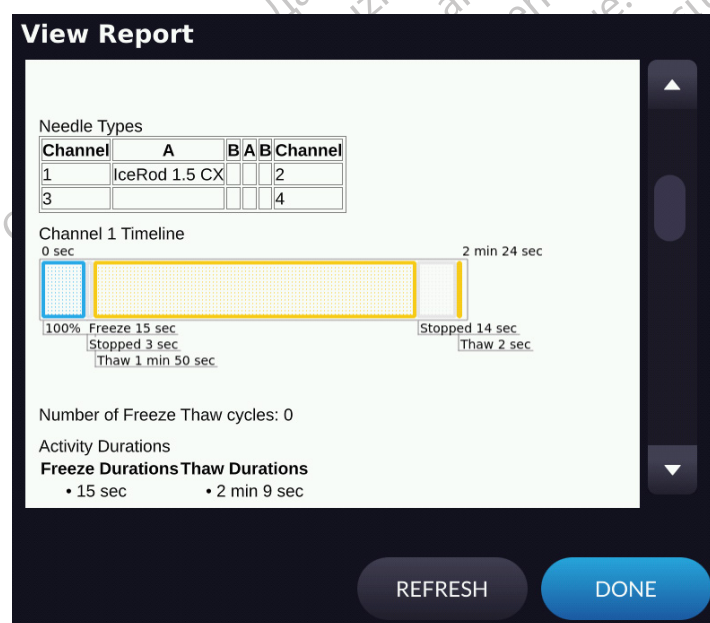 View Report
Needle Types
Channel A B A B Channel
1 IceRod 1.5 CX 2
3 4
Channel 1 Timeline
0 sec 2 min 24 sec
100% Freeze 15 sec Stopped 14 sec
Stopped 3 sec Thaw 2 sec
Thaw 1 min 50 sec
Number of Freeze Thaw cycles: 0
Activity Durations
Freeze Durations Thaw Durations
• 15 sec • 2 min 9 sec
REFRESH DONE